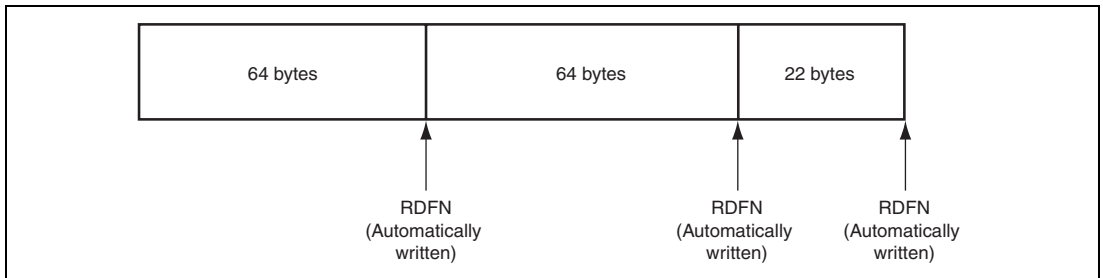 64 bytes
64 bytes
22 bytes
RDFN
(Automatically
written)
RDFN
(Automatically
written)
RDFN
(Automatically
written)